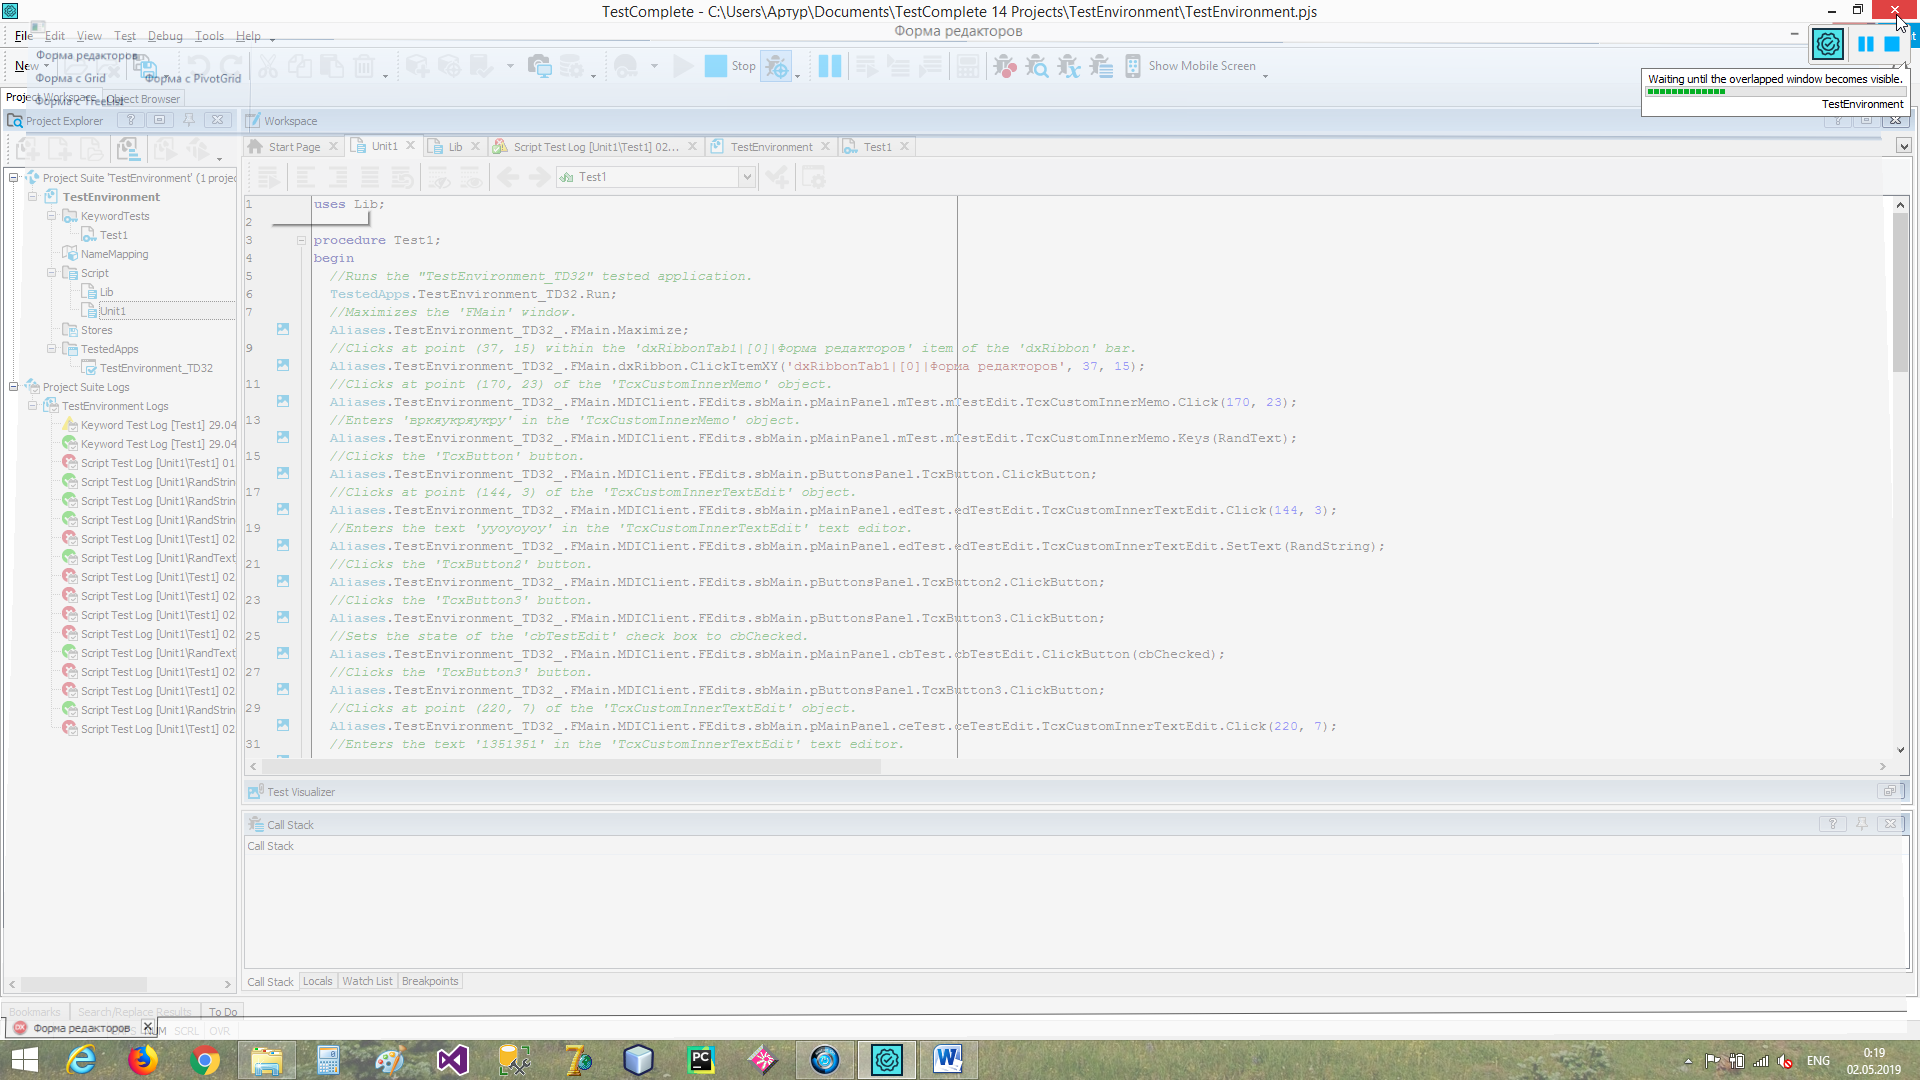 TestComplete - C:\Users\Артур\Documents\TestComplete 14 Projects\TestEnvironment\TestEnvironment.pjs
Форма редакторов
File Edit View Test Debug Tools Help
Форма редакторов
New
Форма с Grid
Форма с PivotGrid
Stop
Show Mobile Screen
Waiting until the overlapped window becomes visible.
TestEnvironment
Project Workspace
Object Browser
Форма с TreeList
Project Explorer
Workspace
Start Page
Unit1
Lib
Script Test Log [Unit1\Test1] 02...
TestEnvironment
Test1
Test1
Project Suite 'TestEnvironment' (1 projec
TestEnvironment
KeywordTests
Test1
NameMapping
Script
Lib
Unit1
Stores
TestedApps
TestEnvironment_TD32
Project Suite Logs
TestEnvironment Logs
Keyword Test Log [Test1] 29.04
Keyword Test Log [Test1] 29.04
Script Test Log [Unit1\Test1] 01
Script Test Log [Unit1\RandStrin
Script Test Log [Unit1\RandStrin
Script Test Log [Unit1\RandStrin
Script Test Log [Unit1\Test1] 02
Script Test Log [Unit1\RandText
Script Test Log [Unit1\Test1] 02
Script Test Log [Unit1\Test1] 02
Script Test Log [Unit1\Test1] 02
Script Test Log [Unit1\Test1] 02
Script Test Log [Unit1\RandText
Script Test Log [Unit1\Test1] 02
Script Test Log [Unit1\Test1] 02
Script Test Log [Unit1\RandStrin
Script Test Log [Unit1\Test1] 02
1 uses Lib;
2
3 procedure Test1;
4 begin
5 //Runs the "TestEnvironment_TD32" tested application.
6 TestedApps.TestEnvironment_TD32.Run;
7 //Maximizes the 'FMain' window.
Aliases.TestEnvironment_TD32_.FMain.Maximize;
9 //Clicks at point (37, 15) within the 'dxRibbonTab1|[0]|Форма редакторов' item of the 'dxRibbon' bar.
Aliases.TestEnvironment_TD32_.FMain.dxRibbon.ClickItemXY('dxRibbonTab1|[0]|Форма редакторов', 37, 15);
11 //Clicks at point (170, 23) of the 'TcxCustomInnerMemo' object.
Aliases.TestEnvironment_TD32_.FMain.MDIClient.FEdits.sbMain.pMainPanel.mTest.mTestEdit.TcxCustomInnerMemo.Click(170, 23);
13 //Enters 'вркяукряукру' in the 'TcxCustomInnerMemo' object.
Aliases.TestEnvironment_TD32_.FMain.MDIClient.FEdits.sbMain.pMainPanel.mTest.mTestEdit.TcxCustomInnerMemo.Keys(RandText);
15 //Clicks the 'TcxButton' button.
Aliases.TestEnvironment_TD32_.FMain.MDIClient.FEdits.sbMain.pButtonsPanel.TcxButton.ClickButton;
17 //Clicks at point (144, 3) of the 'TcxCustomInnerTextEdit' object.
Aliases.TestEnvironment_TD32_.FMain.MDIClient.FEdits.sbMain.pMainPanel.edTest.edTestEdit.TcxCustomInnerTextEdit.Click(144, 3);
19 //Enters the text 'ууоуоуоу' in the 'TcxCustomInnerTextEdit' text editor.
Aliases.TestEnvironment_TD32_.FMain.MDIClient.FEdits.sbMain.pMainPanel.edTest.edTestEdit.TcxCustomInnerTextEdit.SetText(RandString);
21 //Clicks the 'TcxButton2' button.
Aliases.TestEnvironment_TD32_.FMain.MDIClient.FEdits.sbMain.pButtonsPanel.TcxButton2.ClickButton;
23 //Clicks the 'TcxButton3' button.
Aliases.TestEnvironment_TD32_.FMain.MDIClient.FEdits.sbMain.pButtonsPanel.TcxButton3.ClickButton;
25 //Sets the state of the 'cbTestEdit' check box to cbChecked.
Aliases.TestEnvironment_TD32_.FMain.MDIClient.FEdits.sbMain.pMainPanel.cbTest.cbTestEdit.ClickButton(cbChecked);
27 //Clicks the 'TcxButton3' button.
Aliases.TestEnvironment_TD32_.FMain.MDIClient.FEdits.sbMain.pButtonsPanel.TcxButton3.ClickButton;
29 //Clicks at point (220, 7) of the 'TcxCustomInnerTextEdit' object.
Aliases.TestEnvironment_TD32_.FMain.MDIClient.FEdits.sbMain.pMainPanel.ceTest.ceTestEdit.TcxCustomInnerTextEdit.Click(220, 7);
31 //Enters the text '1351351' in the 'TcxCustomInnerTextEdit' text editor.
Test Visualizer
Call Stack
Call Stack
Call Stack
Locals
Watch List
Breakpoints
Bookmarks
Search/Replace Results
To Do
Форма редакторов
NUM SCRL OVR
ENG
0:19
02.05.2019